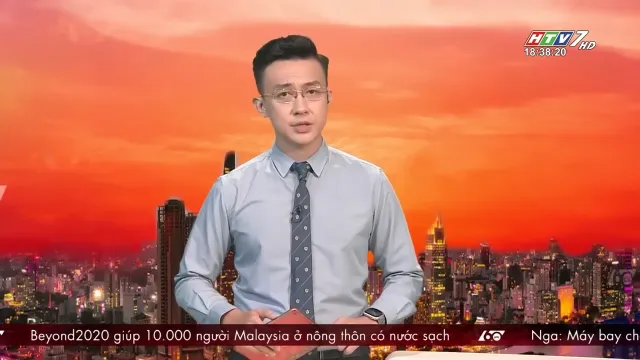 HTV7 HD
18:38:20
Beyond2020 giúp 10.000 người Malaysia ở nông thôn có nước sạch 60 Nga: Máy bay ch